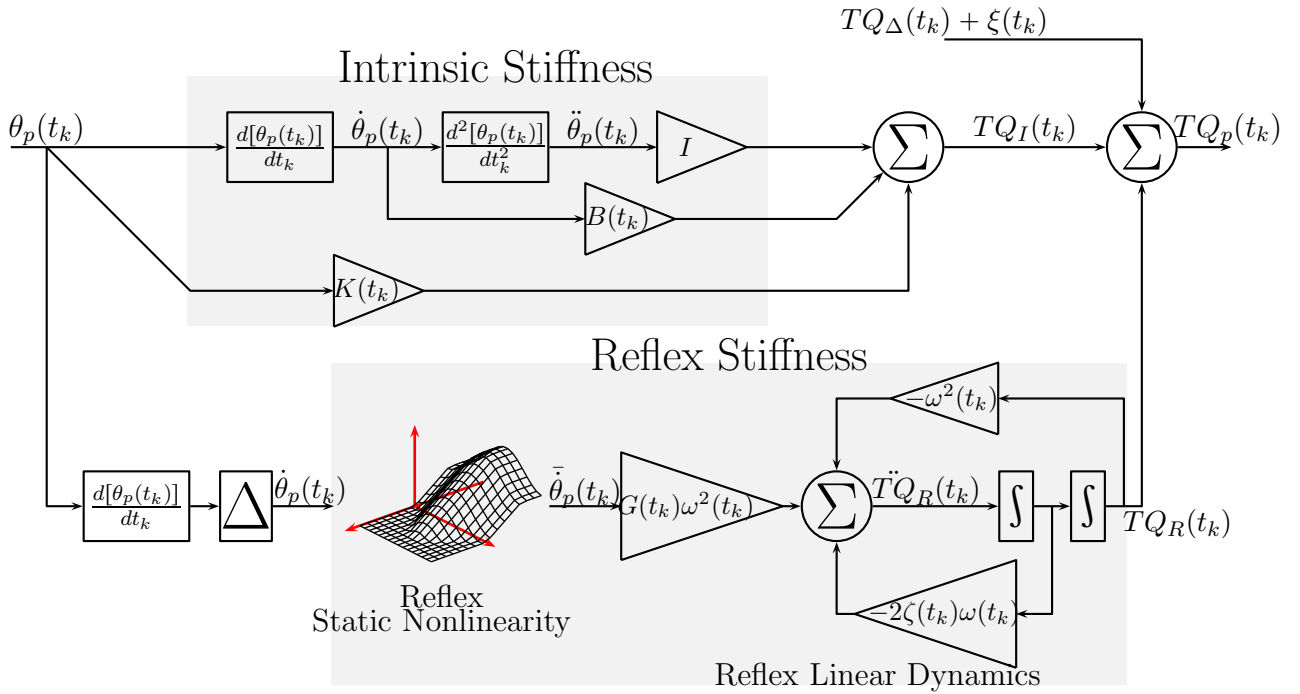 TQ_Δ(t_k) + ξ(t_k)
Intrinsic Stiffness
θ_p(t_k)
d[θ_p(t_k)]/dt_k
θ̇_p(t_k)
d²[θ_p(t_k)]/dt_k²
θ̈_p(t_k)
I
∑
TQ_I(t_k)
∑
TQ_p(t_k)
B(t_k)
K(t_k)
Reflex Stiffness
−ω²(t_k)
d[θ_p(t_k)]/dt_k
Δ
θ̇_p(t_k)
θ̇̄_p(t_k)
G(t_k)ω²(t_k)
∑
T̈Q_R(t_k)
∫
∫
TQ_R(t_k)
Reflex
Static Nonlinearity
−2ζ(t_k)ω(t_k)
Reflex Linear Dynamics